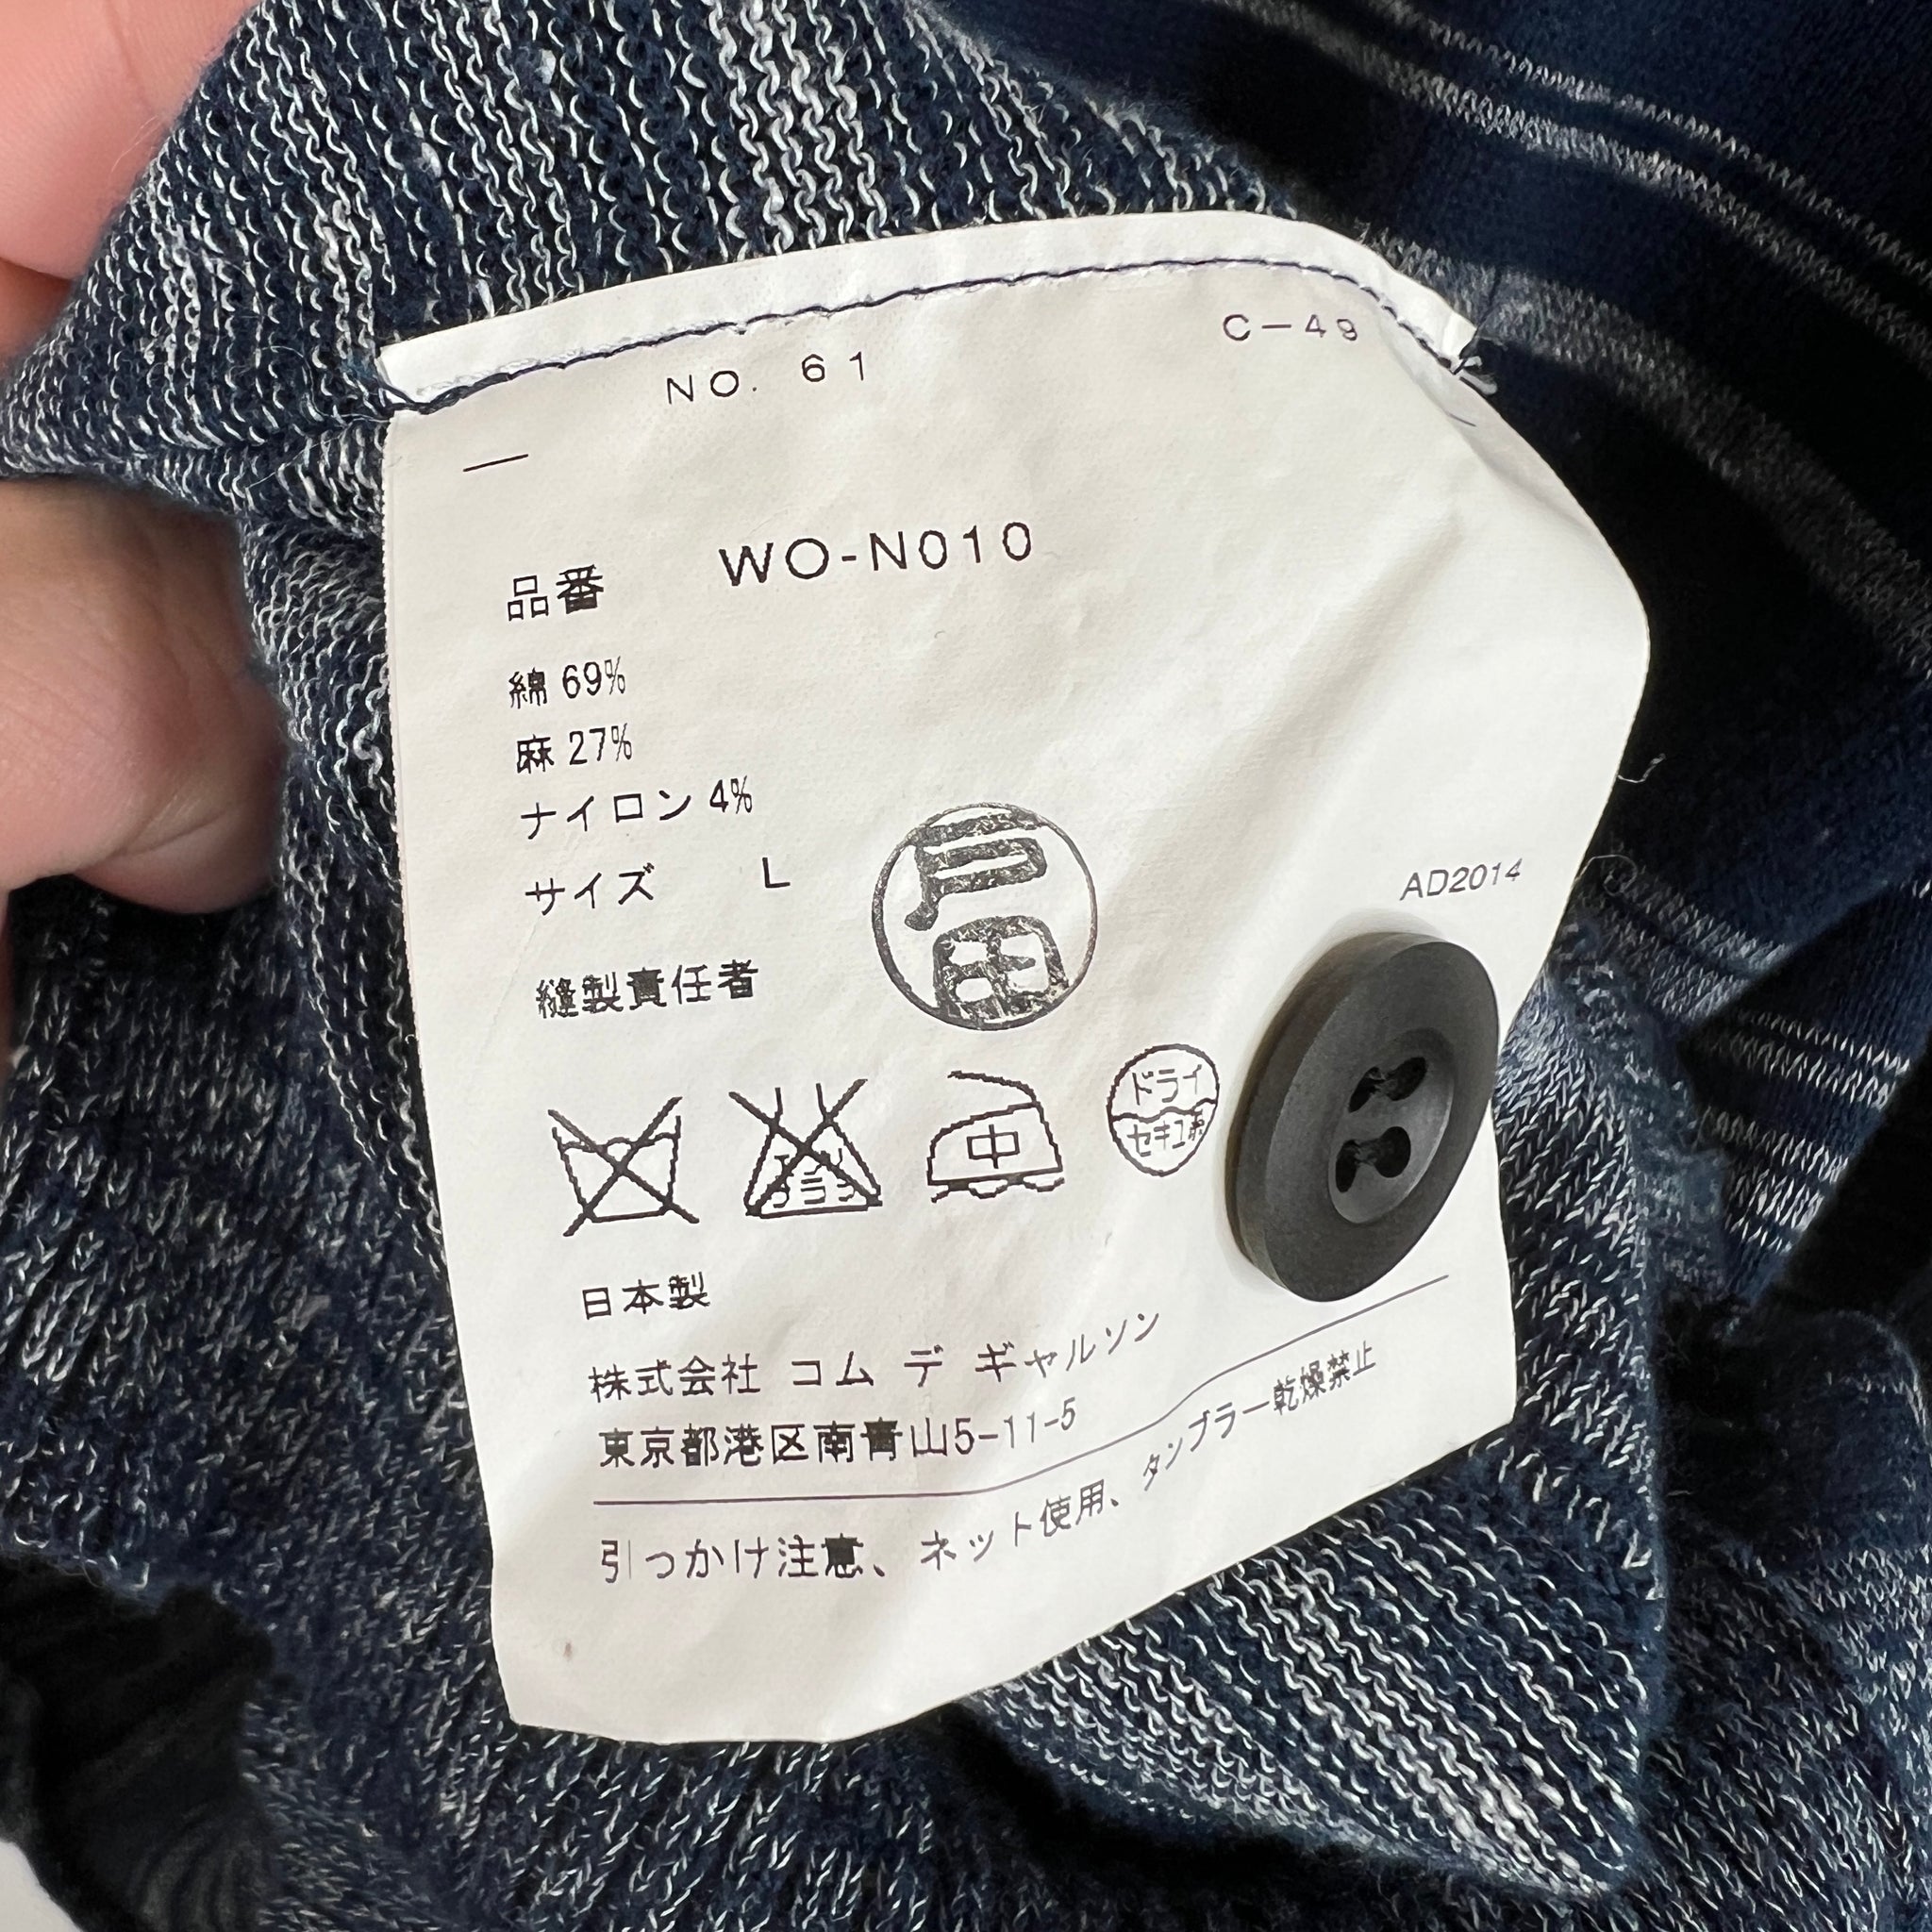 NO. 61
C-49
品番 WO-N010
綿 69%
麻 27%
ナイロン 4%
サイズ L
AD2014
縫製責任者
戸田
中
ドライ
セキユ系
日本製
株式会社 コム デ ギャルソン
東京都港区南青山5-11-5
引っかけ注意、ネット使用、タンブラー乾燥禁止